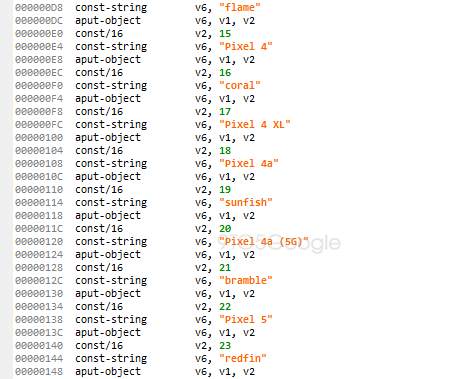 000000D8 const-string v6, "flame"
000000DC aput-object v6, v1, v2
000000E0 const/16 v2, 15
000000E4 const-string v6, "Pixel 4"
000000E8 aput-object v6, v1, v2
000000EC const/16 v2, 16
000000F0 const-string v6, "coral"
000000F4 aput-object v6, v1, v2
000000F8 const/16 v2, 17
000000FC const-string v6, "Pixel 4 XL"
00000100 aput-object v6, v1, v2
00000104 const/16 v2, 18
00000108 const-string v6, "Pixel 4a"
0000010C aput-object v6, v1, v2
00000110 const/16 v2, 19
00000114 const-string v6, "sunfish"
00000118 aput-object v6, v1, v2
0000011C const/16 v2, 20
00000120 const-string v6, "Pixel 4a (5G)"
9TO5Google
00000124 aput-object v6, v1, v2
00000128 const/16 v2, 21
0000012C const-string v6, "bramble"
00000130 aput-object v6, v1, v2
00000134 const/16 v2, 22
00000138 const-string v6, "Pixel 5"
0000013C aput-object v6, v1, v2
00000140 const/16 v2, 23
00000144 const-string v6, "redfin"
00000148 aput-object v6, v1, v2